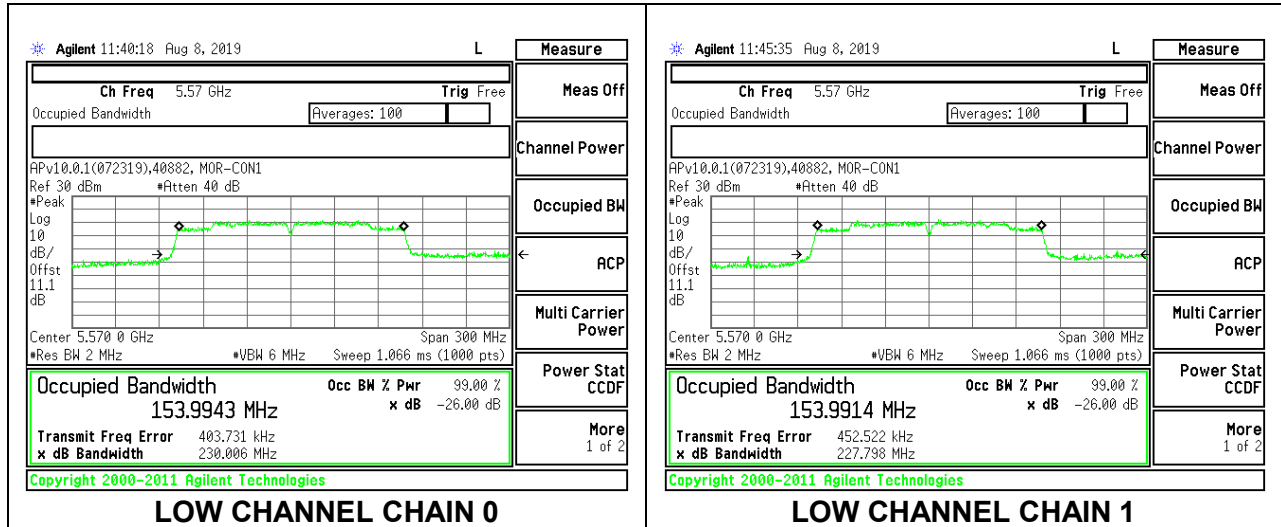 Agilent 11:40:18 Aug 8, 2019 L
Measure
Ch Freq 5.57 GHz Trig Free
Occupied Bandwidth Averages: 100
APv10.0.1(072319),40882, MOR-CON1
Ref 30 dBm #Atten 40 dB
#Peak
Log
10
dB/
Offst
11.1
dB
Center 5.570 0 GHz Span 300 MHz
#Res BW 2 MHz #VBW 6 MHz Sweep 1.066 ms (1000 pts)
Occupied Bandwidth Occ BW % Pwr 99.00 %
153.9943 MHz x dB -26.00 dB
Transmit Freq Error 403.731 kHz
x dB Bandwidth 230.006 MHz
Copyright 2000-2011 Agilent Technologies
Meas Off
Channel Power
Occupied BW
ACP
Multi Carrier
Power
Power Stat
CCDF
More
1 of 2
LOW CHANNEL CHAIN 0
Agilent 11:45:35 Aug 8, 2019 L
Measure
Ch Freq 5.57 GHz Trig Free
Occupied Bandwidth Averages: 100
APv10.0.1(072319),40882, MOR-CON1
Ref 30 dBm #Atten 40 dB
#Peak
Log
10
dB/
Offst
11.1
dB
Center 5.570 0 GHz Span 300 MHz
#Res BW 2 MHz #VBW 6 MHz Sweep 1.066 ms (1000 pts)
Occupied Bandwidth Occ BW % Pwr 99.00 %
153.9914 MHz x dB -26.00 dB
Transmit Freq Error 452.522 kHz
x dB Bandwidth 227.798 MHz
Copyright 2000-2011 Agilent Technologies
Meas Off
Channel Power
Occupied BW
ACP
Multi Carrier
Power
Power Stat
CCDF
More
1 of 2
LOW CHANNEL CHAIN 1